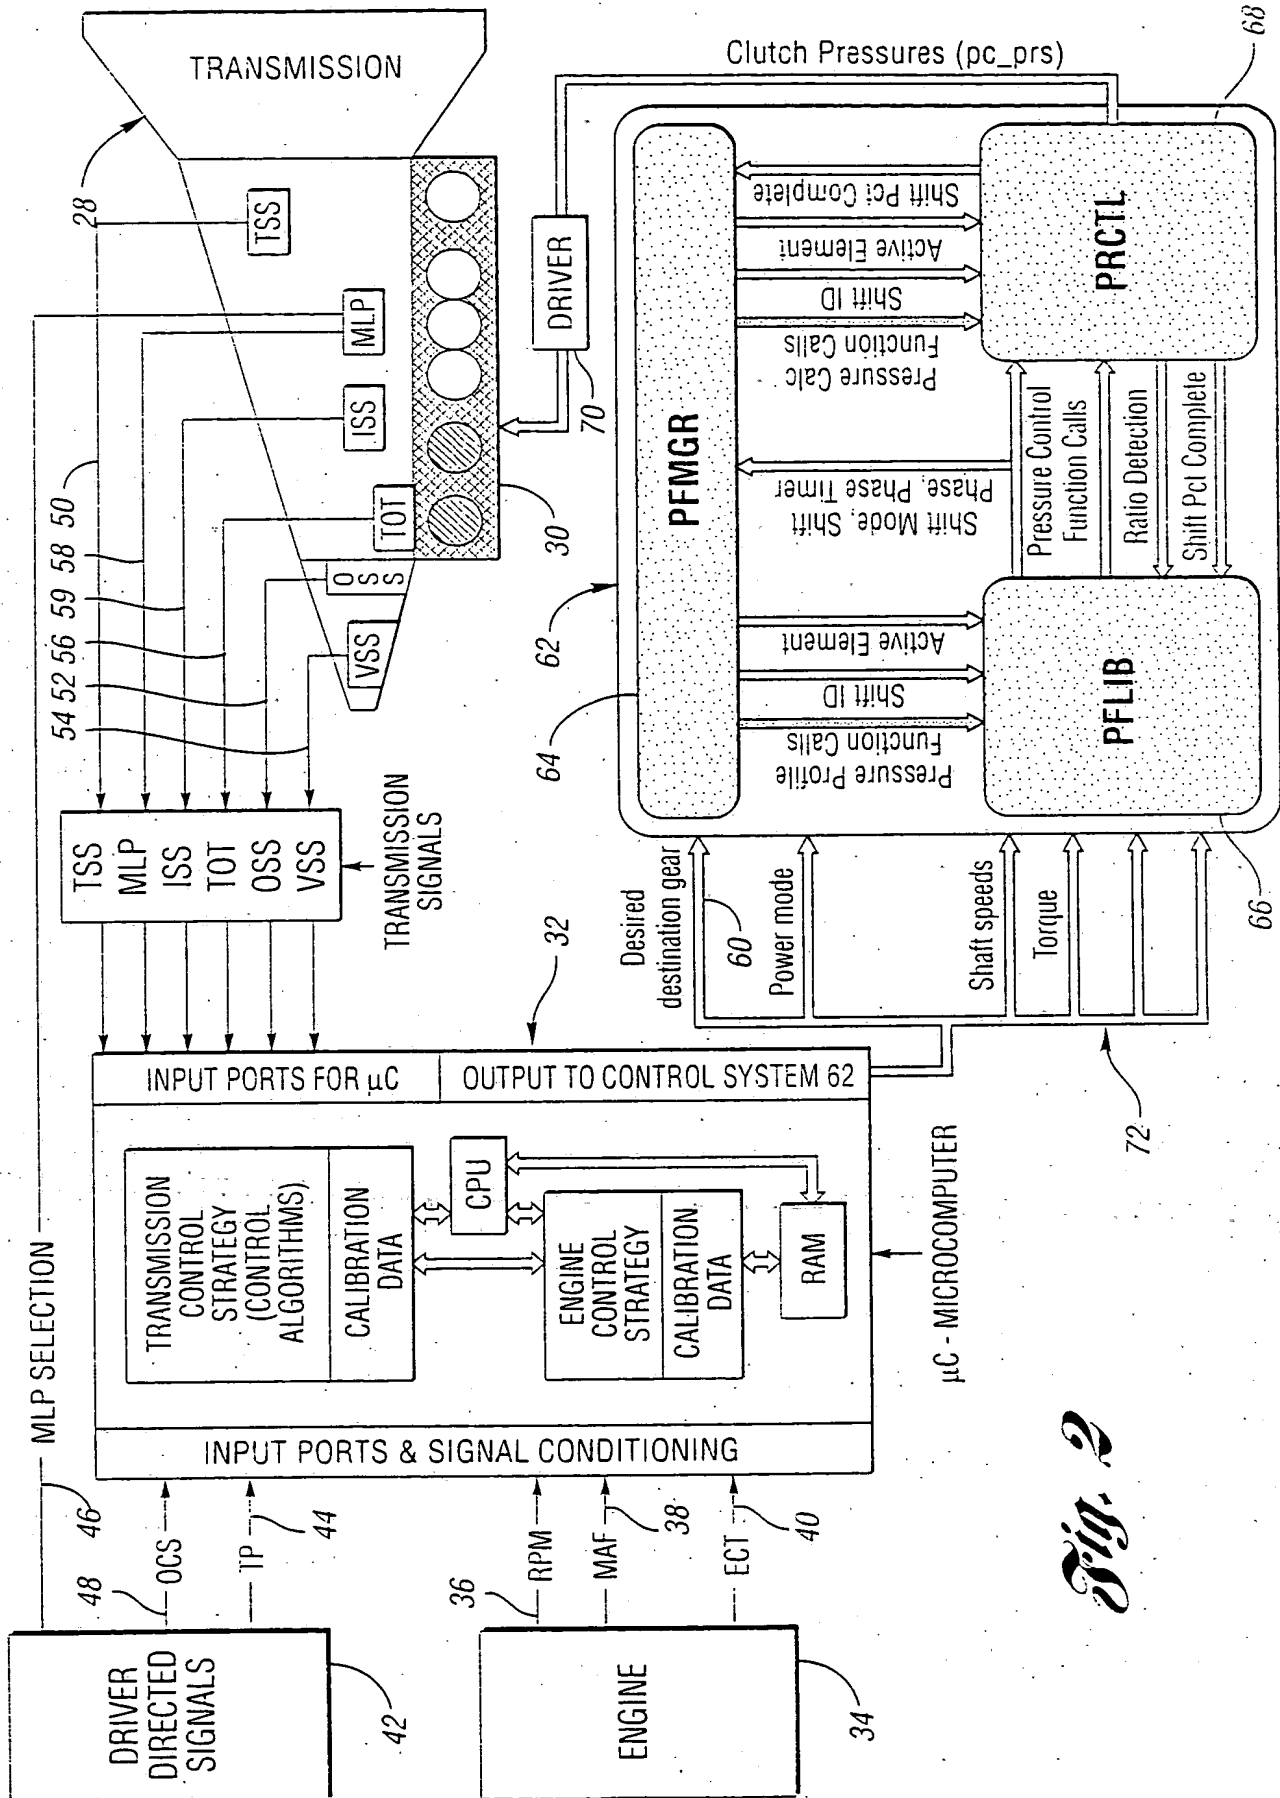 DRIVER
DIRECTED
SIGNALS
42
46
MLP SELECTION
48
OCS
TP
44
ENGINE
34
36
RPM
MAF
38
ECT
40
INPUT PORTS & SIGNAL CONDITIONING
TRANSMISSION
CONTROL
STRATEGY
(CONTROL
ALGORITHMS)
CALIBRATION
DATA
CPU
ENGINE
CONTROL
STRATEGY
CALIBRATION
DATA
RAM
INPUT PORTS FOR µC
OUTPUT TO CONTROL SYSTEM 62
32
µC - MICROCOMPUTER
TSS
MLP
ISS
TOT
OSS
VSS
TRANSMISSION
SIGNALS
54
52
56
59
58
50
28
TRANSMISSION
TSS
MLP
ISS
TOT
OSS
VSS
30
DRIVER
70
Clutch Pressures (pc_prs)
Desired
destination gear
60
Power mode
Shaft speeds
Torque
72
62
64
PFMGR
Pressure Profile
Function Calls
Shift ID
Active Element
Shift Mode, Shift
Phase, Phase Timer
Pressure Calc
Function Calls
Shift ID
Active Element
Shift Pct Complete
PFLIB
66
Pressure Control
Function Calls
Ratio Detection
Shift Pct Complete
PRCTL
68
Fig. 2